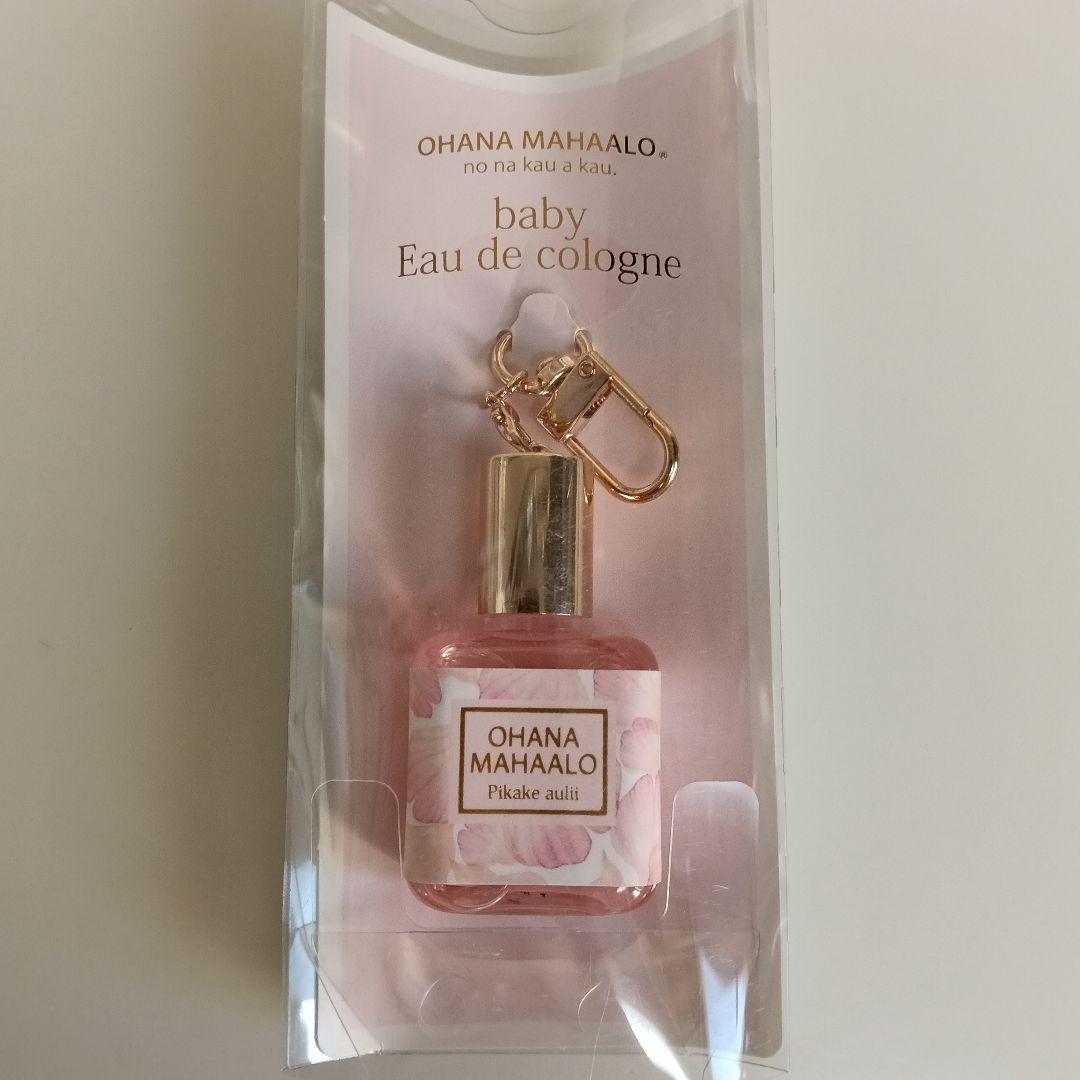 OHANA MAHAALO®
no na kau a kau.
baby
Eau de cologne
OHANA
MAHAALO
Pikake aulii